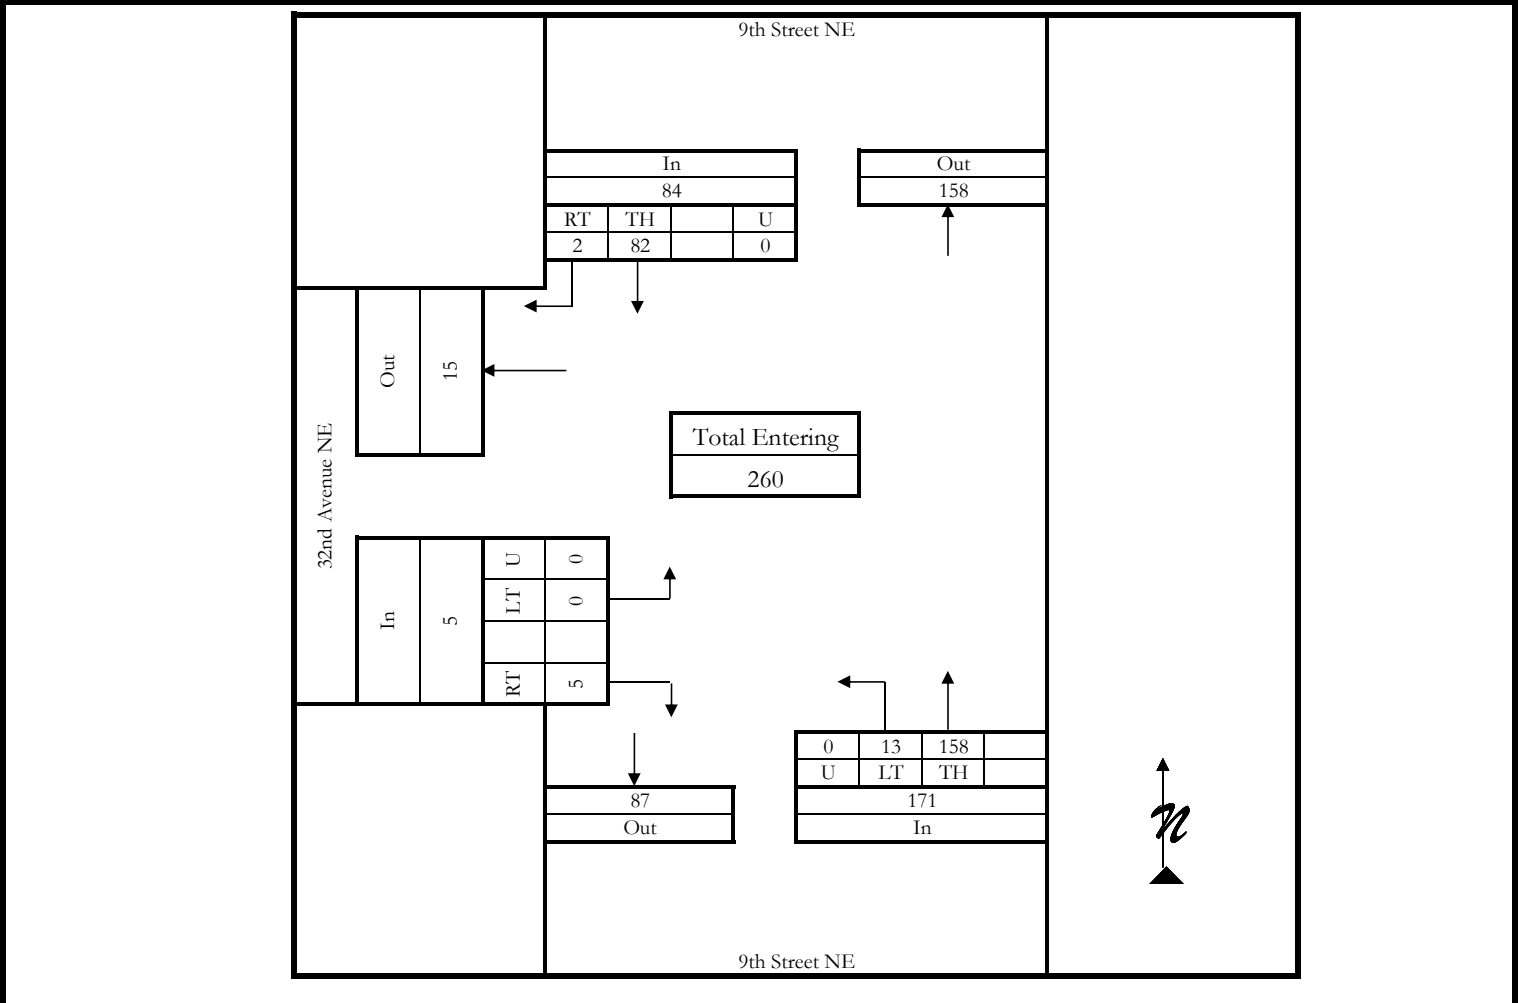 9th Street NE
In
84
RT TH U
2 82 0
Out
158
Out
15
32nd Avenue NE
Total Entering
260
In
5
U 0
LT 0
RT 5
0 13 158
U LT TH
171
In
87
Out
N
9th Street NE